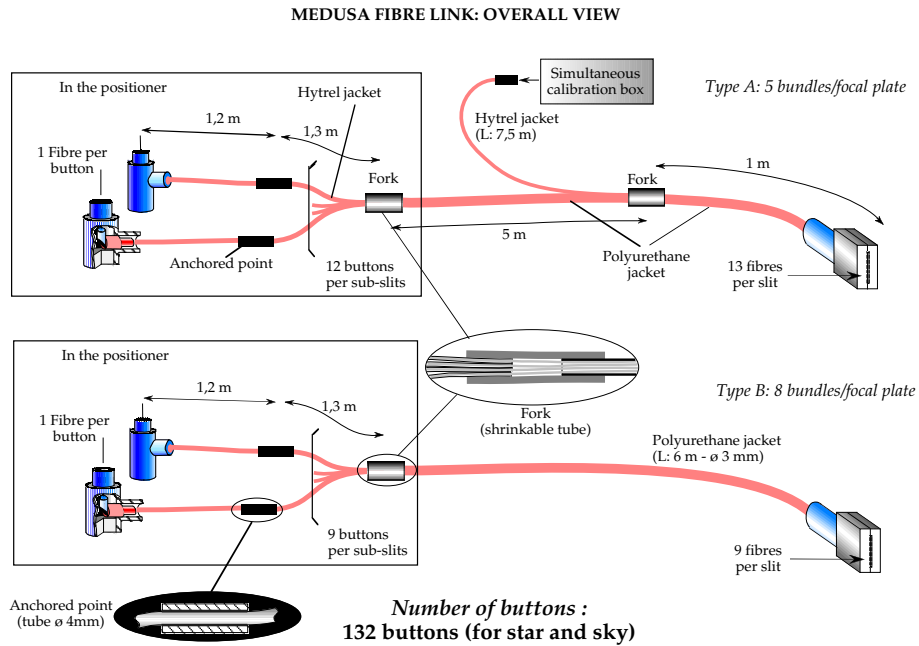 MEDUSA FIBRE LINK: OVERALL VIEW
In the positioner
Hytrel jacket
1,2 m
1,3 m
1 Fibre per
button
Fork
Anchored point
12 buttons
per sub-slits
Simultaneous
calibration box
Hytrel jacket
(L: 7,5 m)
Type A: 5 bundles/focal plate
1 m
Fork
5 m
Polyurethane
jacket
13 fibres
per slit
In the positioner
1,2 m
1,3 m
1 Fibre per
button
9 buttons
per sub-slits
Fork
(shrinkable tube)
Type B: 8 bundles/focal plate
Polyurethane jacket
(L: 6 m - ø 3 mm)
9 fibres
per slit
Anchored point
(tube ø 4mm)
Number of buttons :
132 buttons (for star and sky)